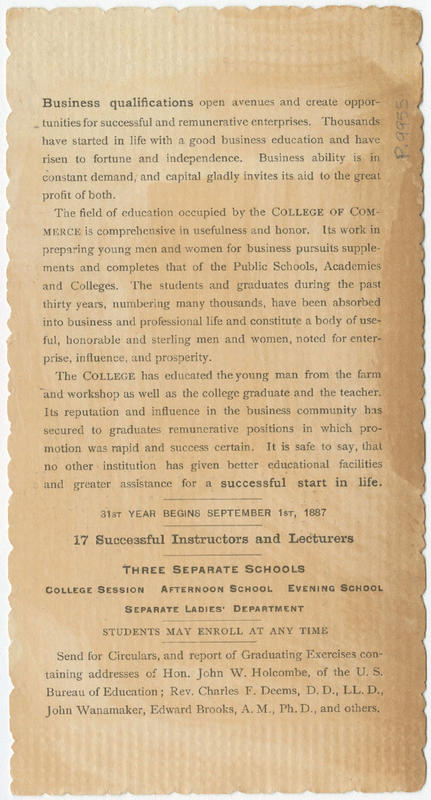 Business qualifications open avenues and create oppor-
tunities for successful and remunerative enterprises. Thousands
have started in life with a good business education and have
risen to fortune and independence. Business ability is in
constant demand, and capital gladly invites its aid to the great
profit of both.
The field of education occupied by the COLLEGE OF COM-
MERCE is comprehensive in usefulness and honor. Its work in
preparing young men and women for business pursuits supple-
ments and completes that of the Public Schools, Academies
and Colleges. The students and graduates during the past
thirty years, numbering many thousands, have been absorbed
into business and professional life and constitute a body of use-
ful, honorable and sterling men and women, noted for enter-
prise, influence, and prosperity.
The COLLEGE has educated the young man from the farm
and workshop as well as the college graduate and the teacher.
Its reputation and influence in the business community has
secured to graduates remunerative positions in which pro-
motion was rapid and success certain. It is safe to say, that
no other institution has given better educational facilities
and greater assistance for a successful start in life.
31ST YEAR BEGINS SEPTEMBER 1ST, 1887
17 Successful Instructors and Lecturers
THREE SEPARATE SCHOOLS
COLLEGE SESSION AFTERNOON SCHOOL EVENING SCHOOL
SEPARATE LADIES' DEPARTMENT
STUDENTS MAY ENROLL AT ANY TIME
Send for Circulars, and report of Graduating Exercises con-
taining addresses of Hon. John W. Holcombe, of the U. S.
Bureau of Education; Rev. Charles F. Deems, D. D., LL. D.,
John Wanamaker, Edward Brooks, A. M., Ph. D., and others.
P.9955